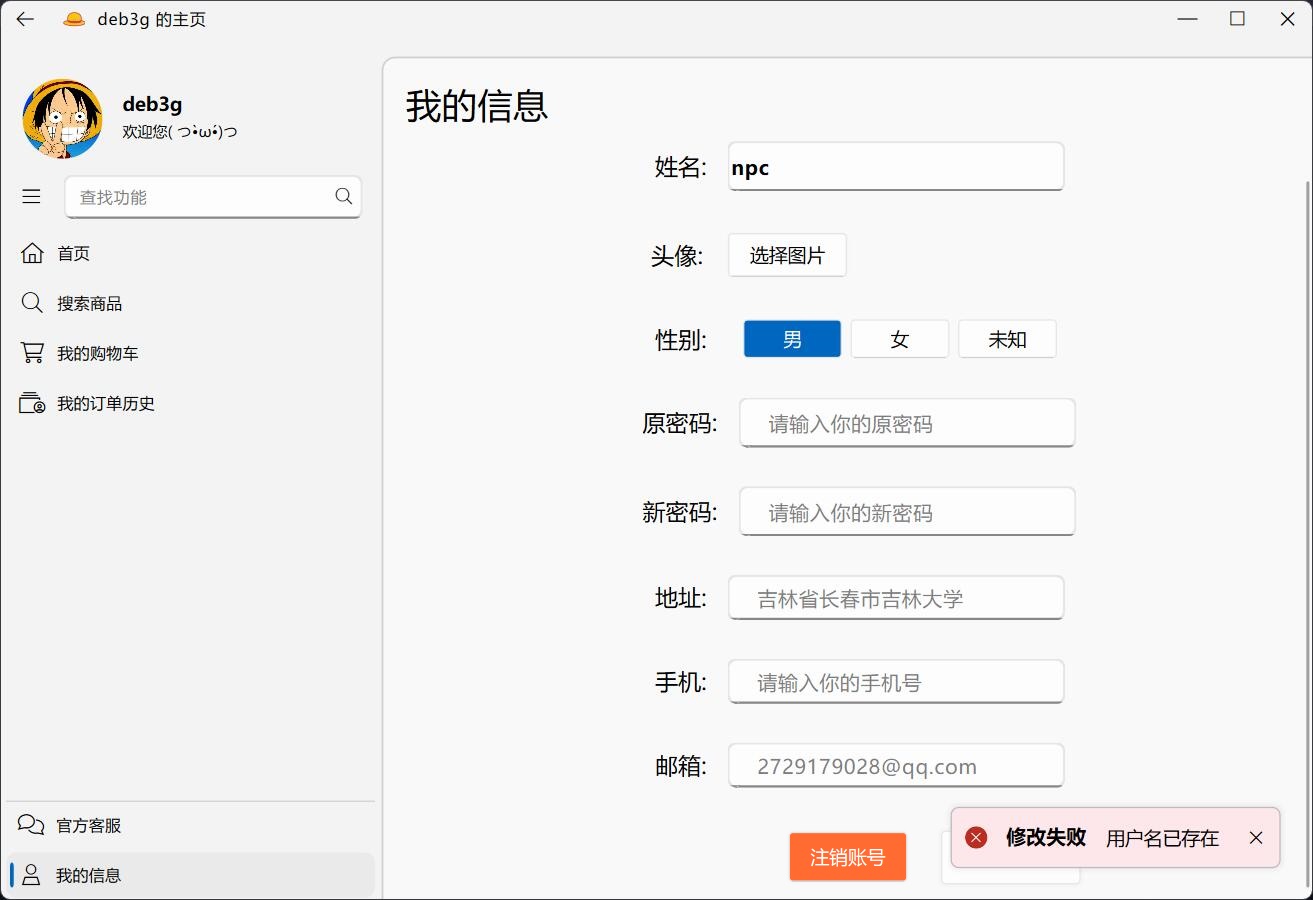 deb3g 的主页
deb3g
欢迎您( つ•̀ω•́)つ
查找功能
首页
搜索商品
我的购物车
我的订单历史
官方客服
我的信息
我的信息
姓名: npc
头像: 选择图片
性别: 男 女 未知
原密码: 请输入你的原密码
新密码: 请输入你的新密码
地址: 吉林省长春市吉林大学
手机: 请输入你的手机号
邮箱: 2729179028@qq.com
注销账号
修改失败 用户名已存在